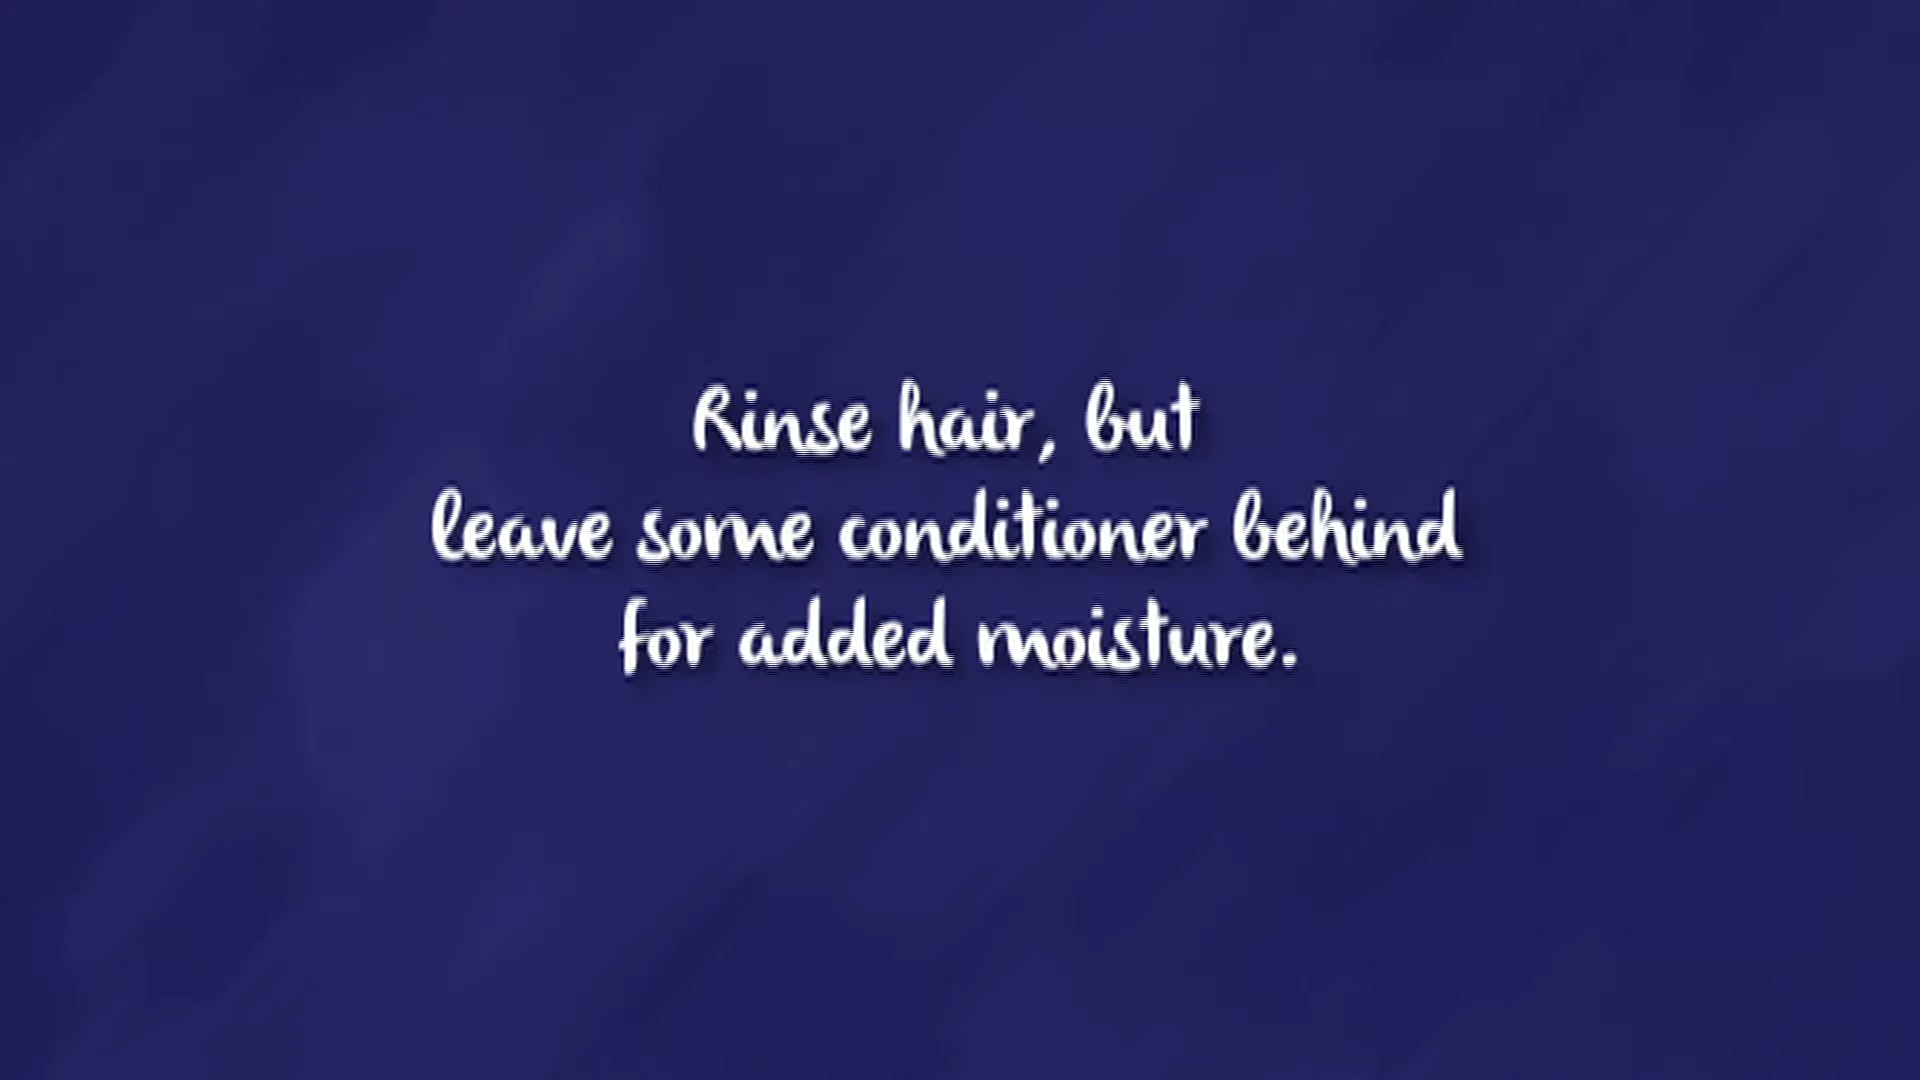 Rinse hair, but
leave some conditioner behind
for added moisture.